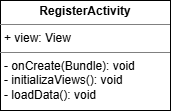 RegisterActivity
+ view: View
- onCreate(Bundle): void
- initializaViews(): void
- loadData(): void